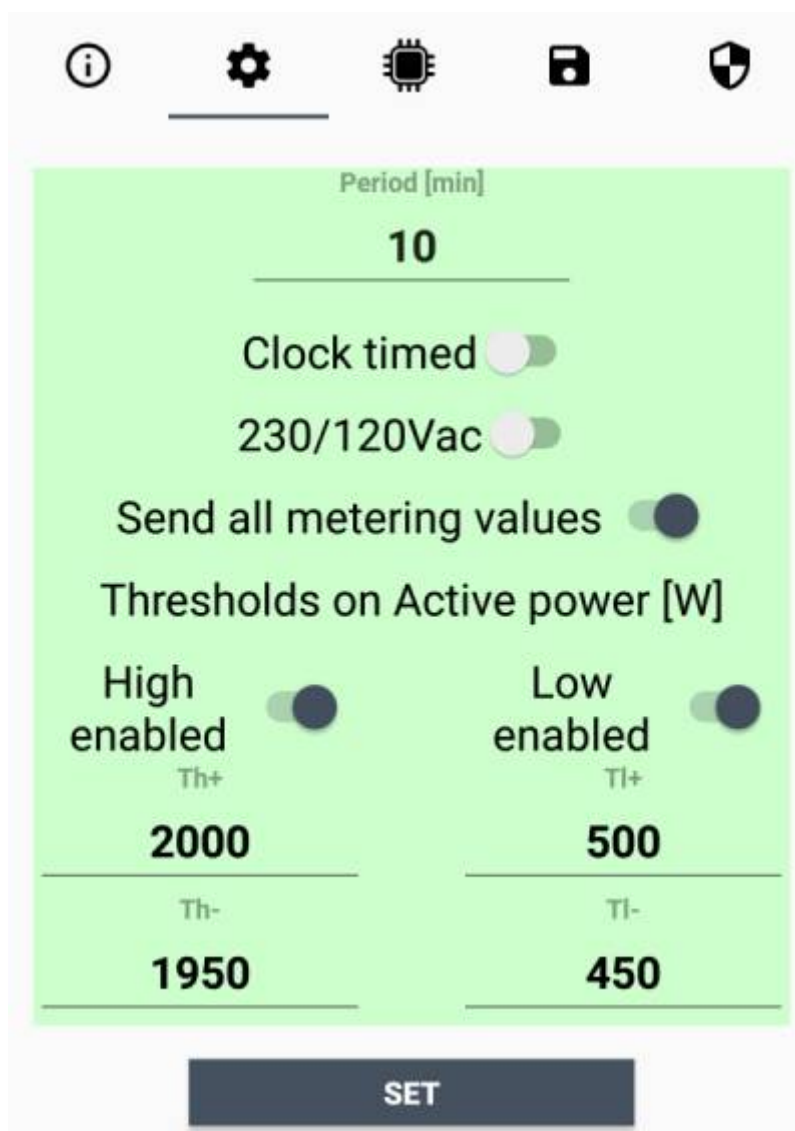 Period [min]
10
Clock timed
230/120Vac
Send all metering values
Thresholds on Active power [W]
High
enabled
Low
enabled
Th+
Tl+
2000
500
Th-
Tl-
1950
450
SET